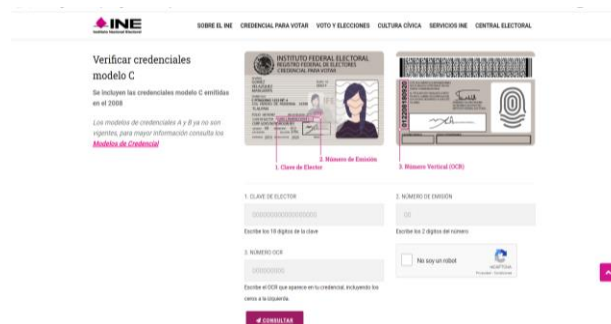 INE
Instituto Nacional Electoral
SOBRE EL INE CREDENCIAL PARA VOTAR VOTO Y ELECCIONES CULTURA CÍVICA SERVICIOS INE CENTRAL ELECTORAL
Verificar credenciales
modelo C
Se incluyen las credenciales modelo C emitidas
en el 2008
Los modelos de credenciales A y B ya no son
vigentes, para mayor información consulta los
Modelos de Credencial
INSTITUTO FEDERAL ELECTORAL
REGISTRO FEDERAL DE ELECTORES
CREDENCIAL PARA VOTAR
1. Clave de Elector
2. Número de Emisión
3. Número Vertical (OCR)
1. CLAVE DE ELECTOR
000000000000000000
Escribe los 18 dígitos de la clave
2. NÚMERO DE EMISIÓN
00
Escribe los 2 dígitos del número
3. NÚMERO OCR
Escribe el OCR que aparece en tu credencial, incluyendo los
ceros a la izquierda.
No soy un robot
reCAPTCHA
CONSULTAR